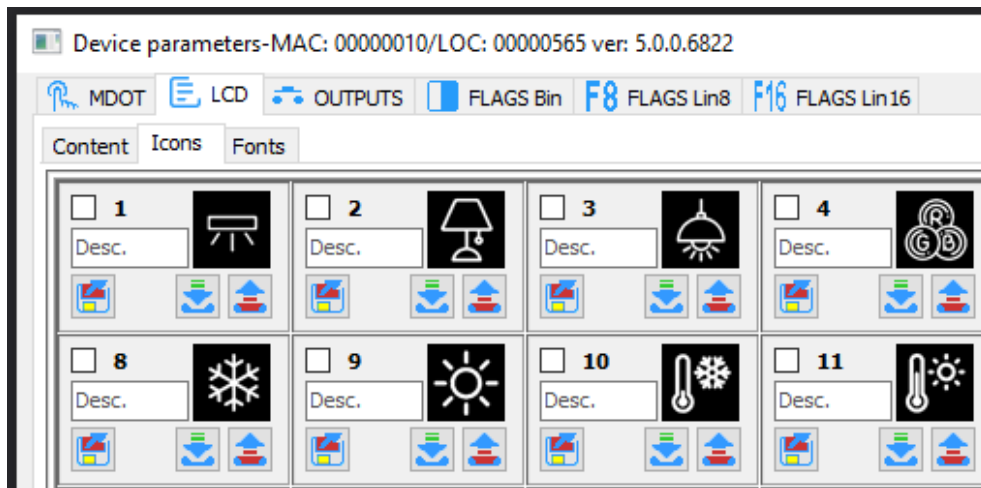 Device parameters-MAC: 00000010/LOC: 00000565 ver: 5.0.0.6822
MDOT LCD OUTPUTS FLAGS Bin F8 FLAGS Lin8 F16 FLAGS Lin16
Content Icons Fonts
1 2 3 4 R G B
Desc. Desc. Desc. Desc.
8 9 10 11
Desc. Desc. Desc. Desc.